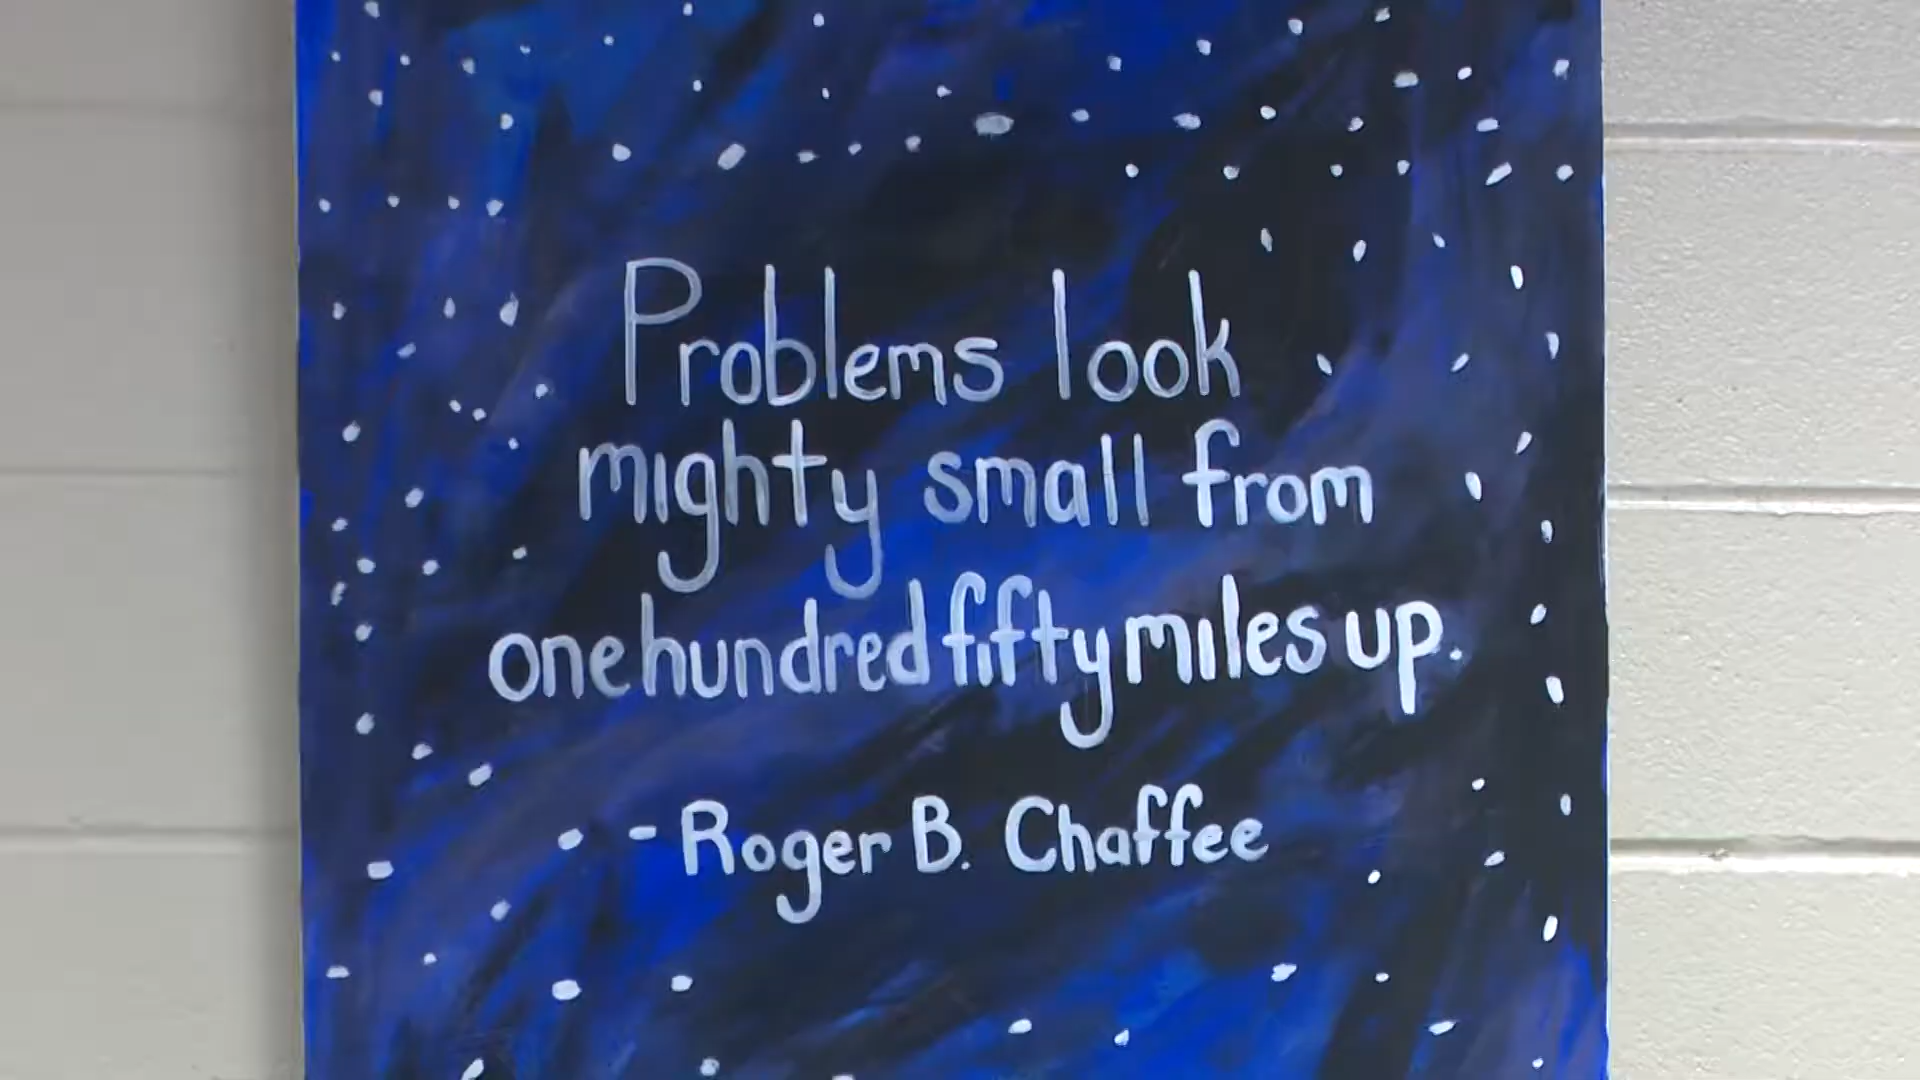 Problems look
mighty small from
one hundred fifty miles up.
- Roger B. Chaffee